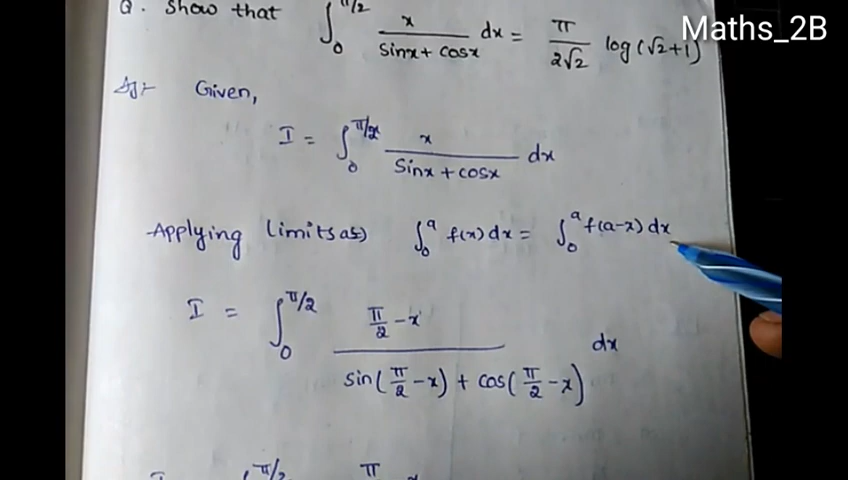 Q. Show that ∫₀^π/2 x/(sinx + cosx) dx = π/(2√2) log(√2+1)
Maths_2B
Given,
I = ∫₀^π/2 x/(Sinx + cosx) dx
Applying limits as) ∫₀^a f(x) dx = ∫₀^a f(a-x) dx
I = ∫₀^π/2 (π/2 - x)/(sin(π/2 - x) + cos(π/2 - x)) dx